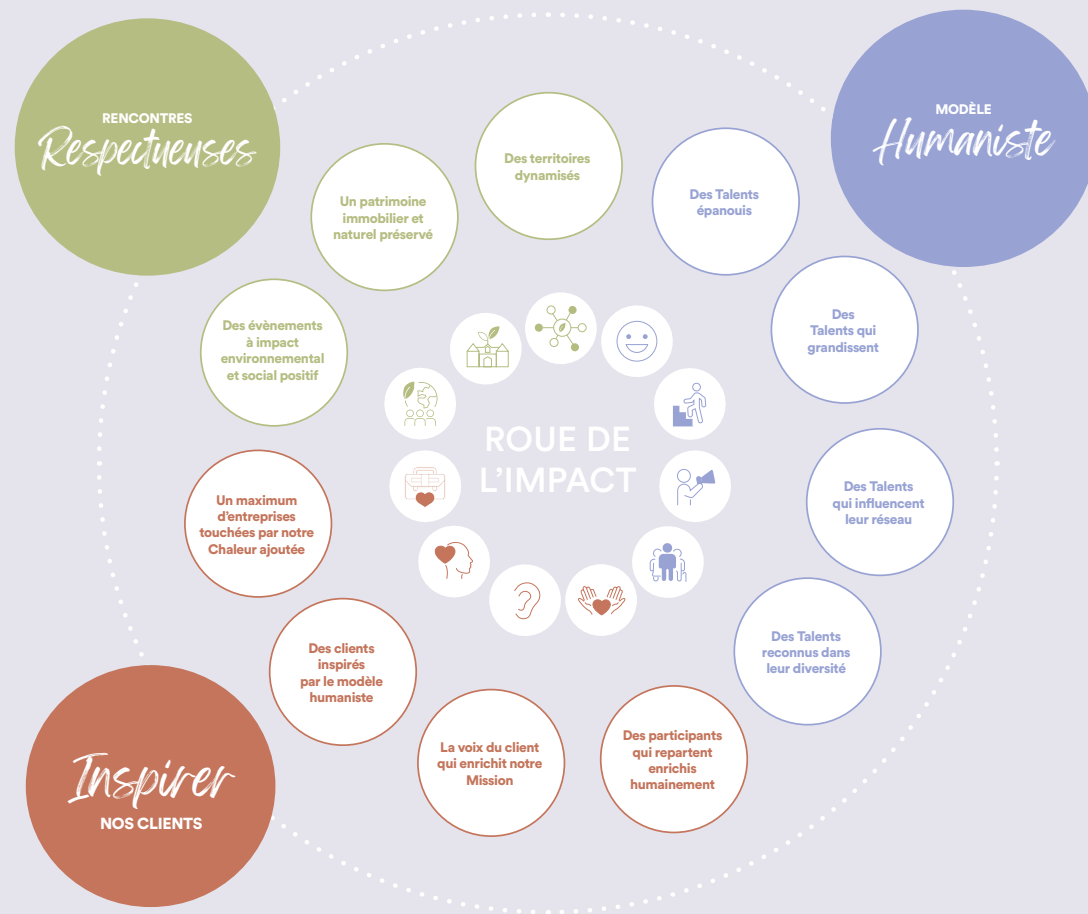 RENCONTRES
Respectueuses
MODÈLE
Humaniste
Des territoires
dynamisés
Des Talents
épanouis
Un patrimoine
immobilier et
naturel préservé
Des
Talents qui
grandissent
Des évènements
à impact
environnemental
et social positif
ROUE DE
L'IMPACT
Des Talents
qui influencent
leur réseau
Un maximum
d'entreprises
touchées par notre
Chaleur ajoutée
Des Talents
reconnus dans
leur diversité
Des clients
inspirés
par le modèle
humaniste
La voix du client
qui enrichit notre
Mission
Des participants
qui repartent
enrichis
humainement
Inspirer
NOS CLIENTS